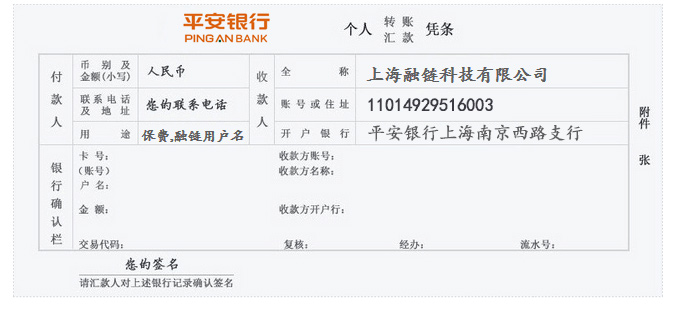 平安银行
PINGAN BANK
个人 转账 汇款 凭条
付款人
币别及金额(小写)
人民币
联系电话及地址
您的联系电话
用途
保费,融链用户名
收款人
全称
上海融链科技有限公司
账号或住址
11014929516003
开户银行
平安银行上海南京西路支行
附件 张
银行确认栏
卡号：
(账号)
户名：
金额：
收款方账号：
收款方名称：
收款方开户行：
交易代码： 复核： 经办： 流水号：
您的签名
请汇款人对上述银行记录确认签名